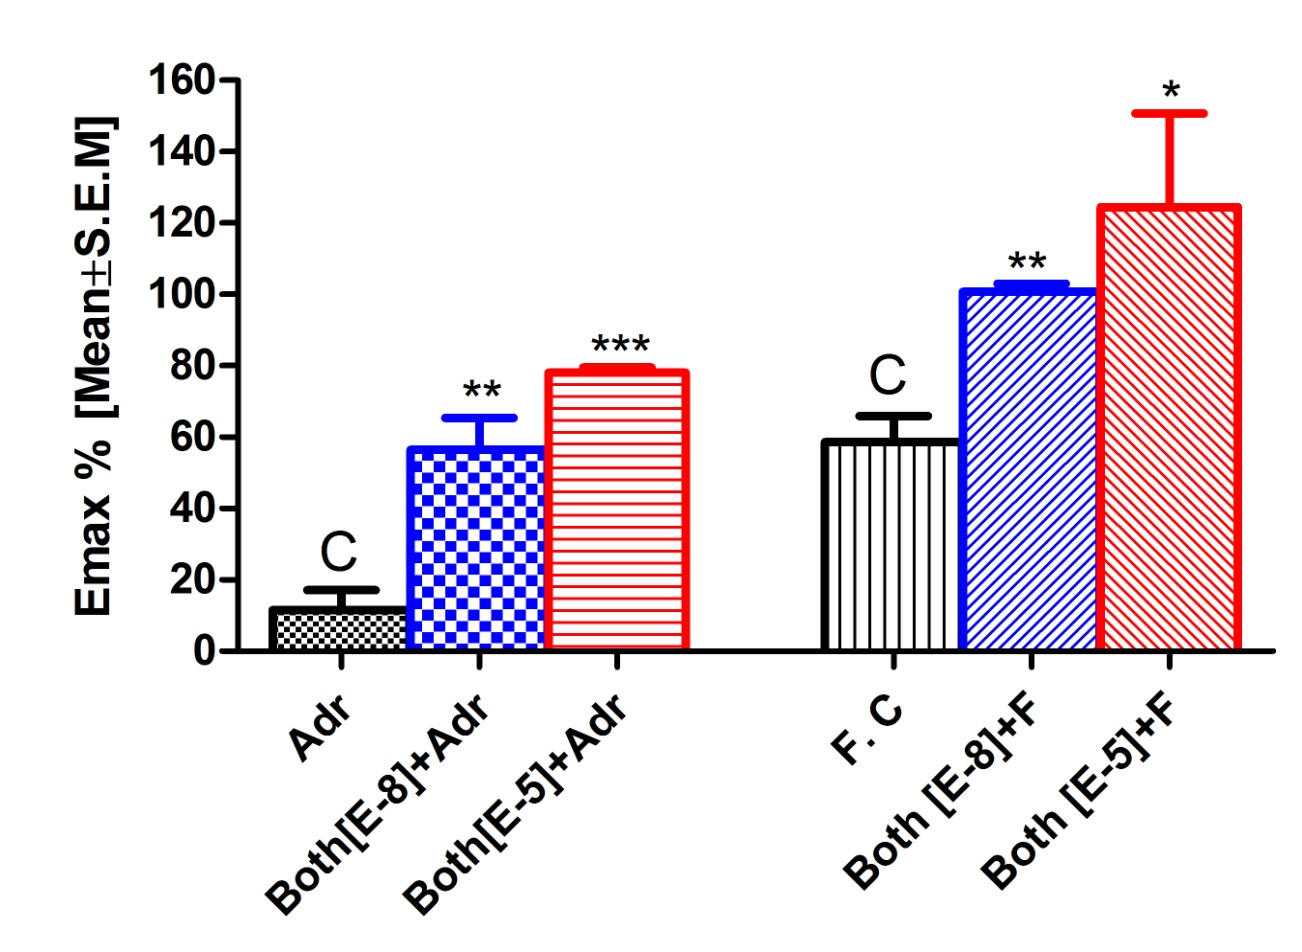 Emax % [Mean±S.E.M]
160
140
120
100
80
60
40
20
0
C
**
***
C
**
*
Adr
Both[E-8]+Adr
Both[E-5]+Adr
F. C
Both [E-8]+F
Both [E-5]+F